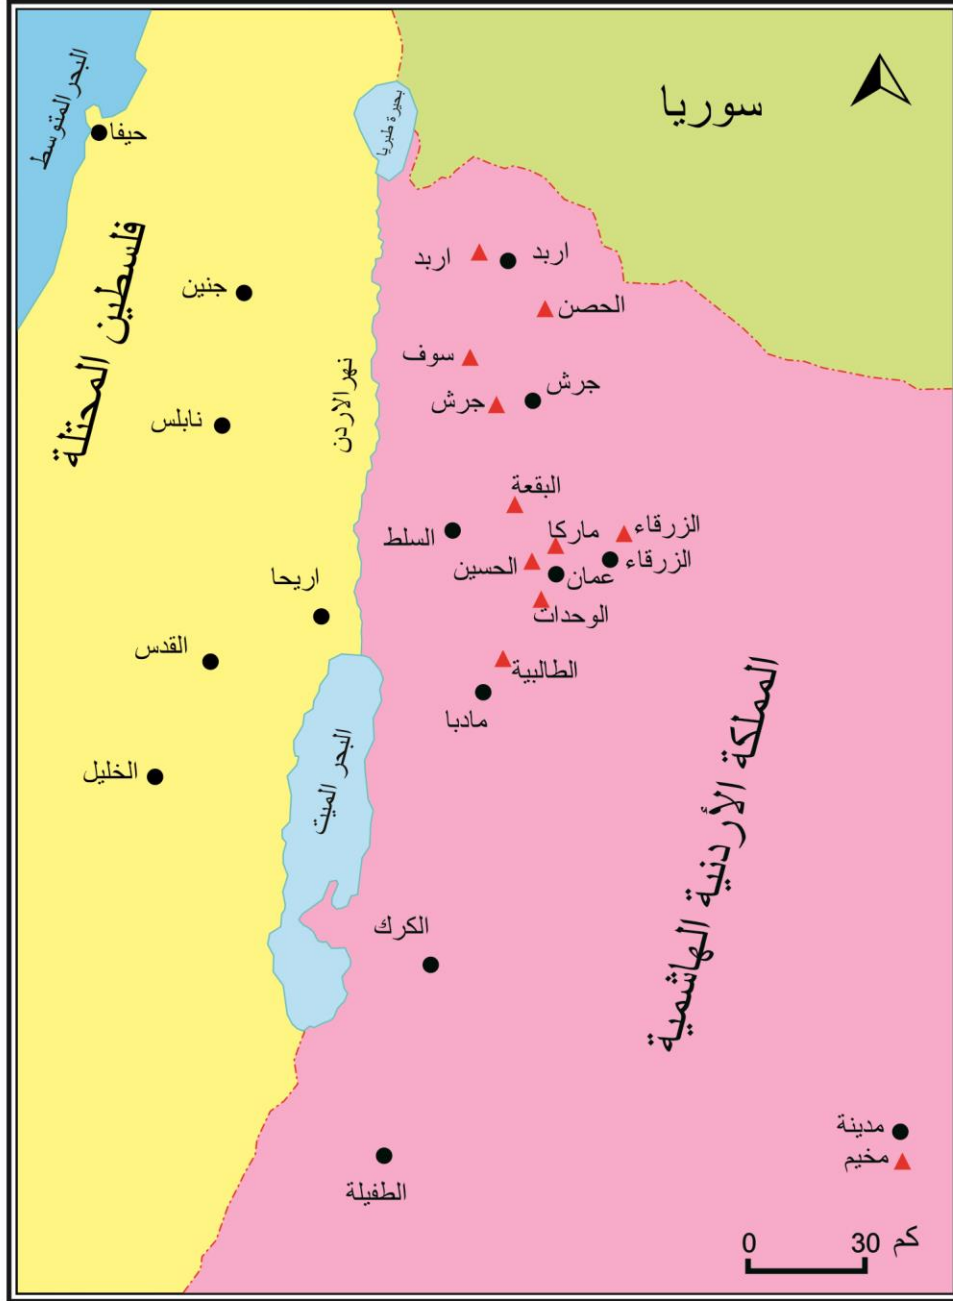 سوريا
البحر المتوسط
بحيرة طبريا
حيفا
فلسطين المحتلة
اربد
اربد
جنين
الحصن
سوف
نهر الاردن
جرش
جرش
نابلس
البقعة
الزرقاء
ماركا
السلط
الحسين
الزرقاء
عمان
اريحا
الوحدات
القدس
الطالبية
مادبا
المملكة الأردنية الهاشمية
الخليل
البحر الميت
الكرك
مدينة
مخيم
الطفيلة
0 30 كم